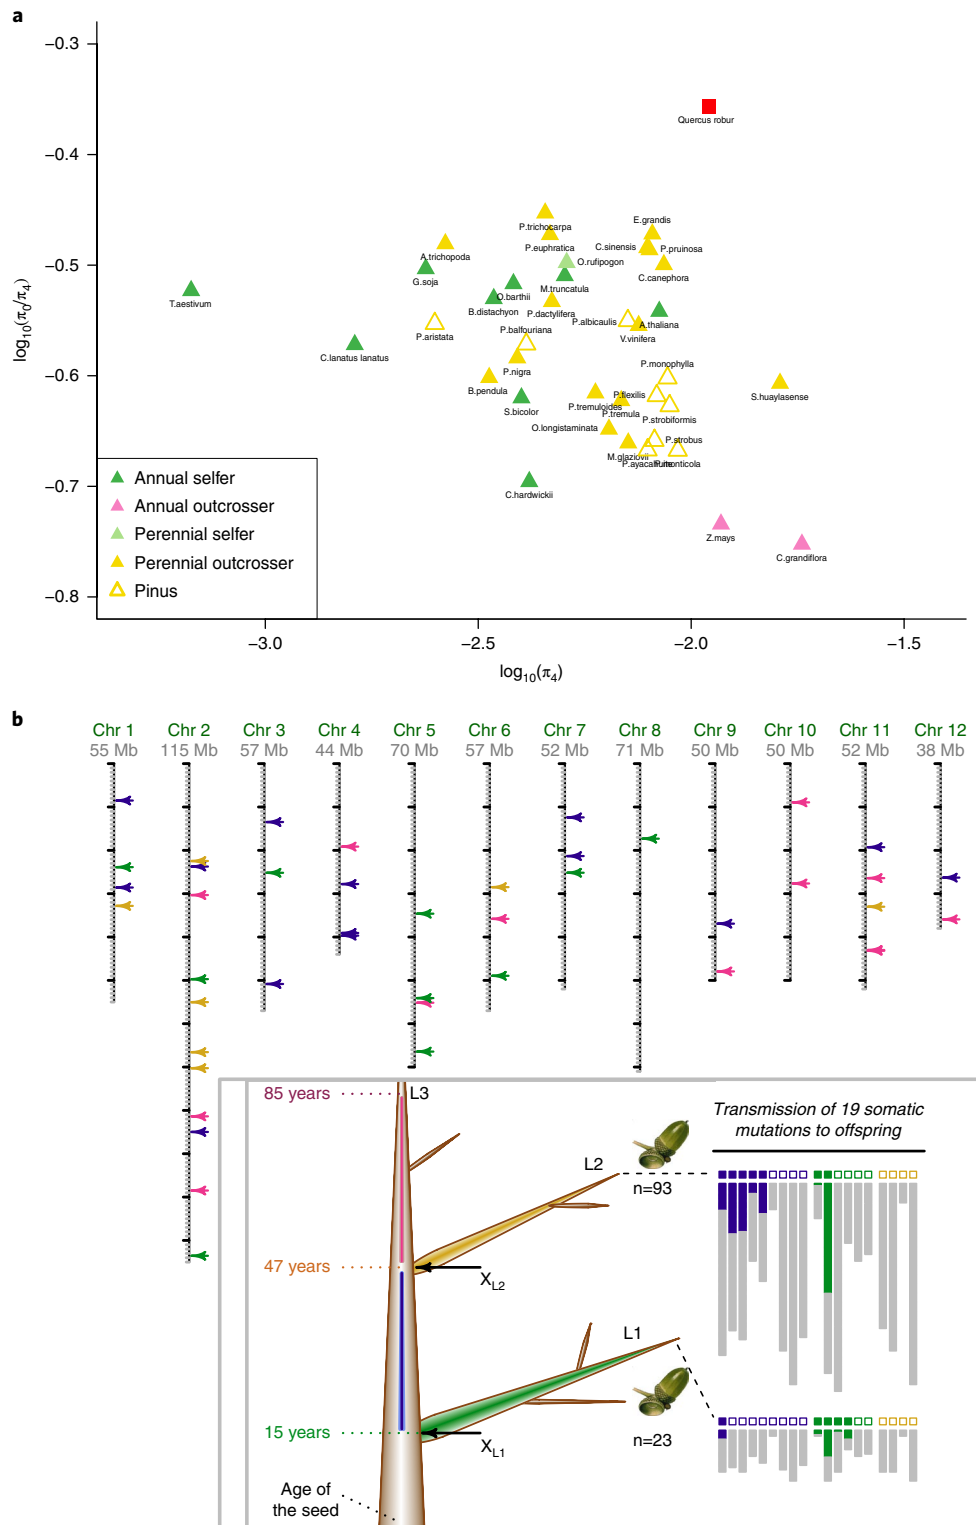 a
−0.3
Quercus robur
−0.4
P.trichocarpa
E.grandis
A.trichopoda
P.euphratica
C.sinensis
P.pruinosa
−0.5
G.soja
O.rufipogon
C.canephora
T.aestivum
O.barthii
M.truncatula
B.distachyon
P.dactylifera
P.albicaulis
A.thaliana
P.aristata
P.balfouriana
V.vinifera
C.lanatus lanatus
P.nigra
P.monophylla
−0.6
B.pendula
P.flexilis
S.huaylasense
S.bicolor
P.tremuloides
P.tremula
P.strobiformis
O.longistaminata
P.strobus
M.glaziovii
P.ayacahuite
P.monticola
−0.7
C.hardwickii
Z.mays
C.grandiflora
−0.8
log10(π0/π4)
Annual selfer
Annual outcrosser
Perennial selfer
Perennial outcrosser
Pinus
−3.0 −2.5 −2.0 −1.5
log10(π4)
b
Chr 1 Chr 2 Chr 3 Chr 4 Chr 5 Chr 6 Chr 7 Chr 8 Chr 9 Chr 10 Chr 11 Chr 12
55 Mb 115 Mb 57 Mb 44 Mb 70 Mb 57 Mb 52 Mb 71 Mb 50 Mb 50 Mb 52 Mb 38 Mb
85 years
L3
Transmission of 19 somatic
mutations to offspring
L2
n=93
47 years
XL2
L1
15 years
XL1
n=23
Age of
the seed